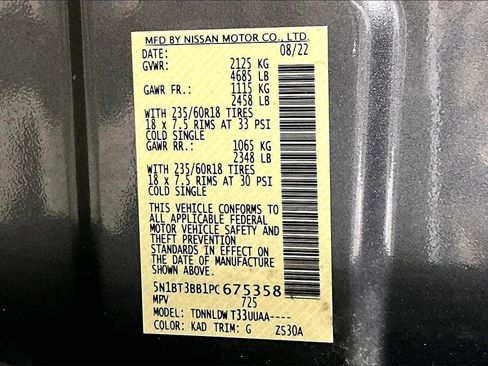 MFD BY NISSAN MOTOR CO., LTD.
DATE: 08/22
GVWR: 2125 KG
4685 LB
GAWR FR.: 1115 KG
2458 LB
WITH 235/60R18 TIRES
18 x 7.5 RIMS AT 33 PSI
COLD SINGLE
GAWR RR.: 1065 KG
2348 LB
WITH 235/60R18 TIRES
18 x 7.5 RIMS AT 30 PSI
COLD SINGLE
THIS VEHICLE CONFORMS TO
ALL APPLICABLE FEDERAL
MOTOR VEHICLE SAFETY AND
THEFT PREVENTION
STANDARDS IN EFFECT ON
THE DATE OF MANUFACTURE
SHOWN ABOVE.
5N1BT3BB1PC675358
MPV 725
MODEL: TDNNLDWT33UUAA----
COLOR: KAD TRIM: G ZS30A